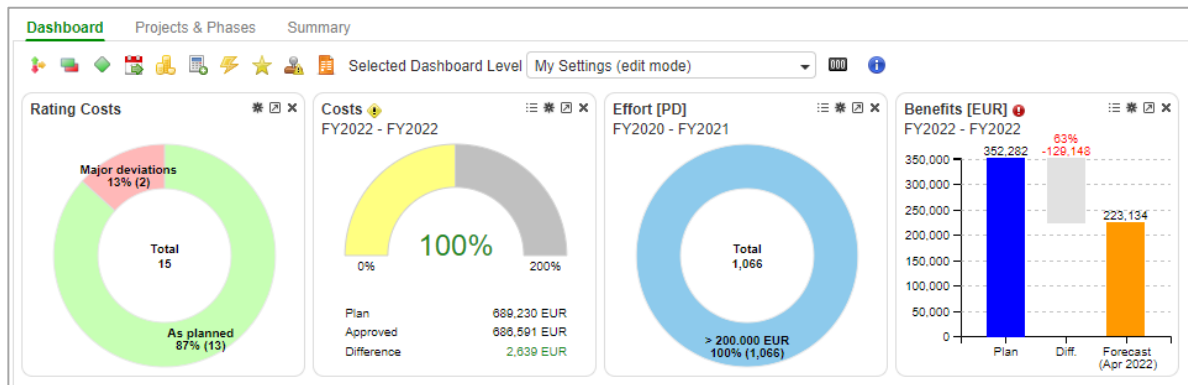 Dashboard Projects & Phases Summary
Selected Dashboard Level My Settings (edit mode)
Rating Costs
Major deviations
13% (2)
Total
15
As planned
87% (13)
Costs
FY2022 - FY2022
100%
0% 200%
Plan 689,230 EUR
Approved 686,591 EUR
Difference 2,639 EUR
Effort [PD]
FY2020 - FY2021
Total
1,066
> 200.000 EUR
100% (1,066)
Benefits [EUR]
FY2022 - FY2022
63%
352,282 -129,148
350,000
300,000
250,000
223,134
200,000
150,000
100,000
50,000
0
Plan Diff. Forecast
(Apr 2022)